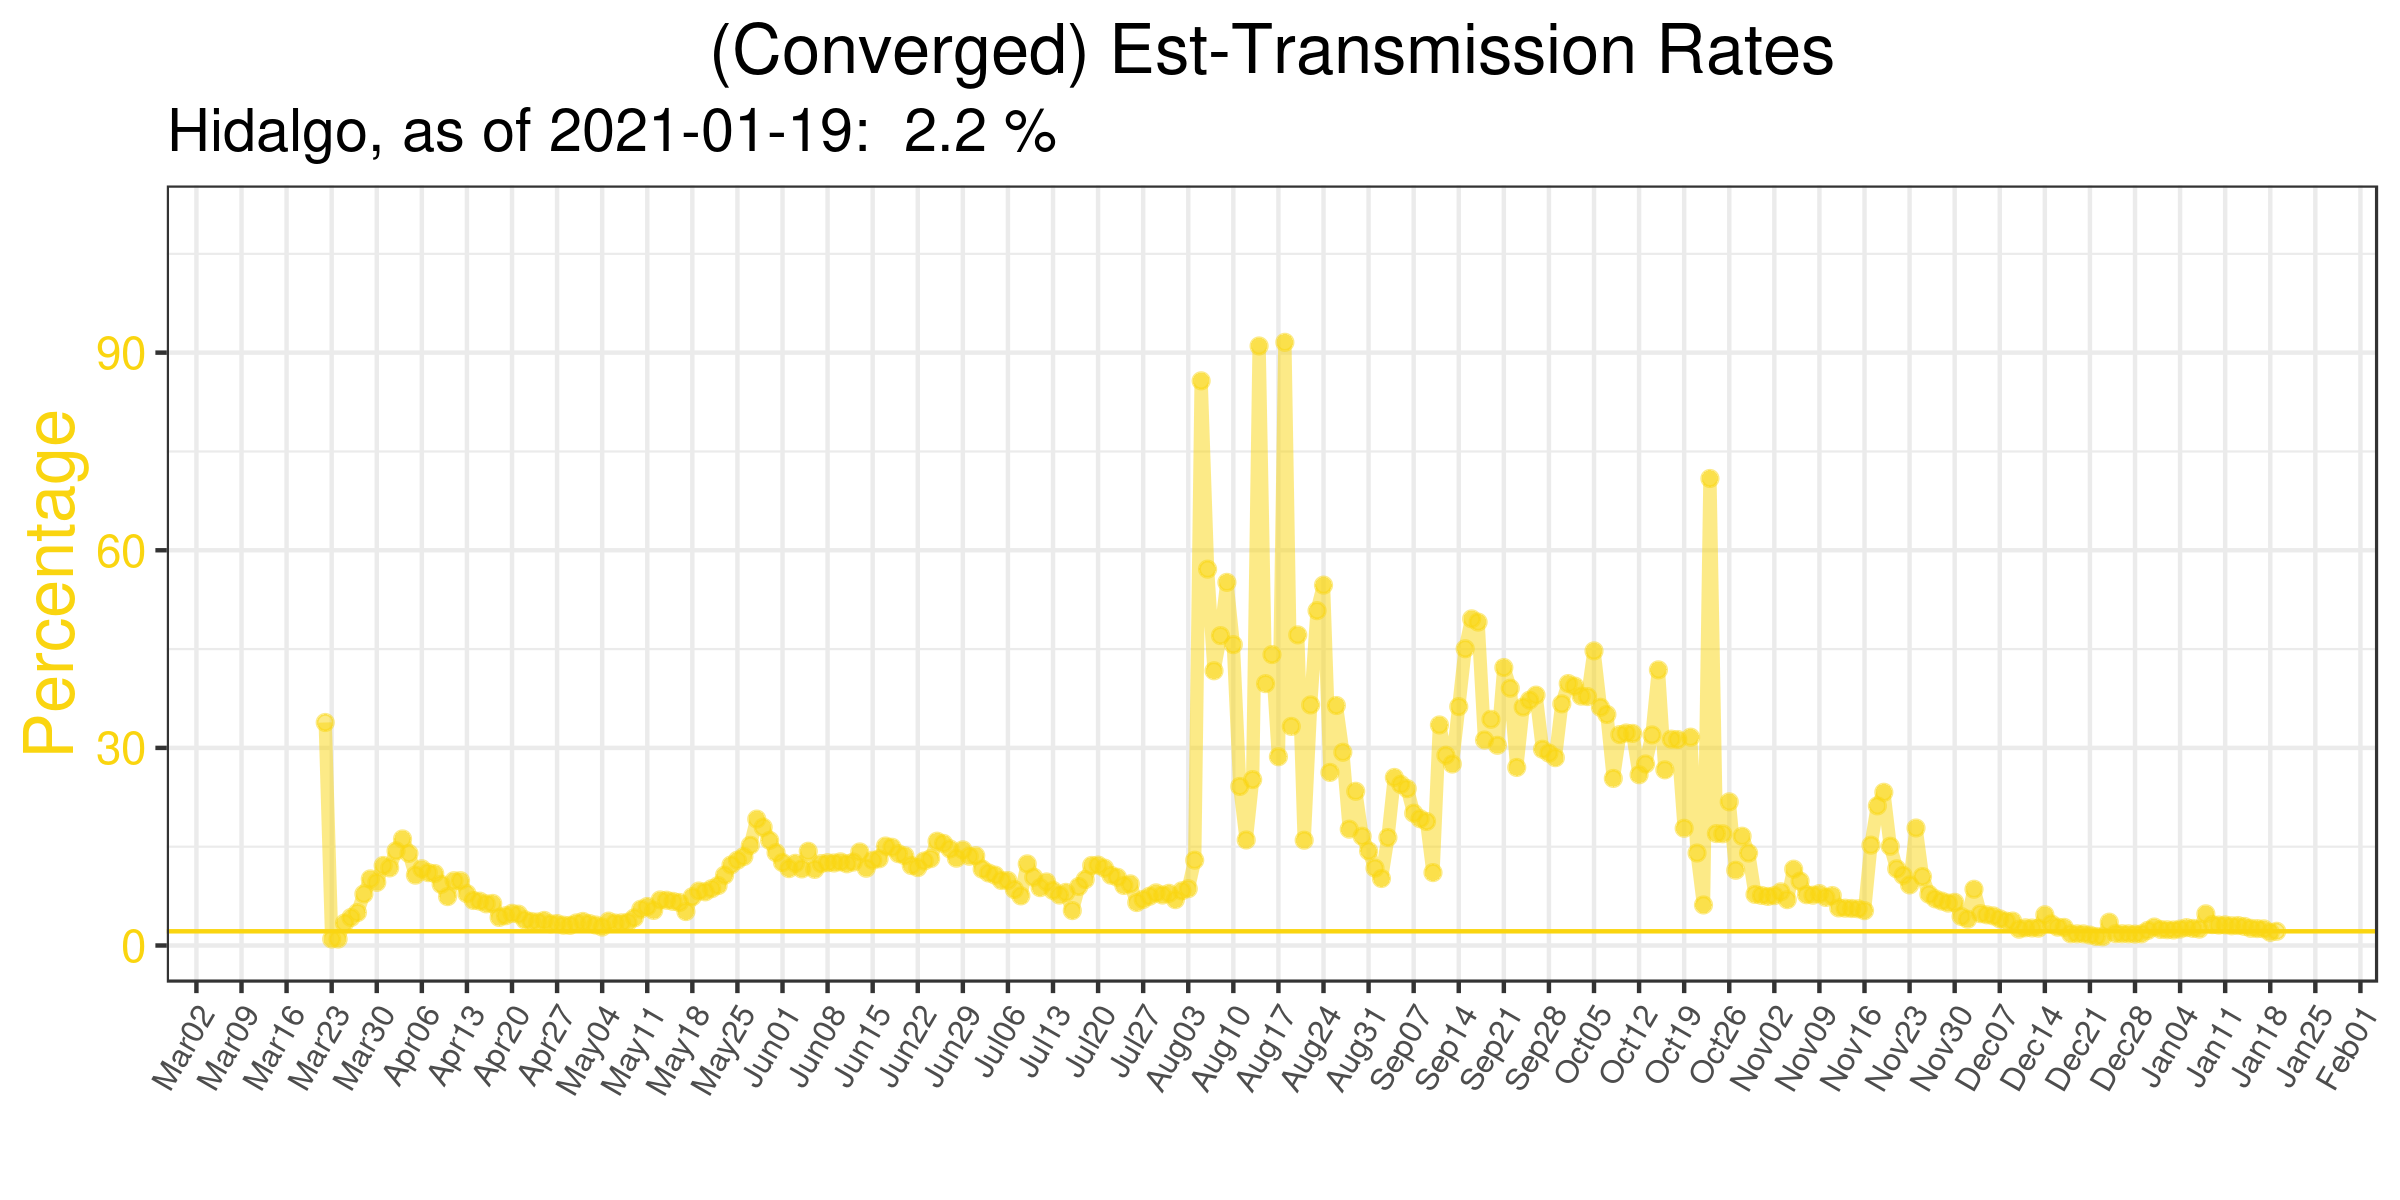 (Converged) Est-Transmission Rates
Hidalgo, as of 2021-01-19:  2.2 %
Percentage
90
60
30
0
Mar02 Mar09 Mar16 Mar23 Mar30 Apr06 Apr13 Apr20 Apr27 May04 May11 May18 May25 Jun01 Jun08 Jun15 Jun22 Jun29 Jul06 Jul13 Jul20 Jul27 Aug03 Aug10 Aug17 Aug24 Aug31 Sep07 Sep14 Sep21 Sep28 Oct05 Oct12 Oct19 Oct26 Nov02 Nov09 Nov16 Nov23 Nov30 Dec07 Dec14 Dec21 Dec28 Jan04 Jan11 Jan18 Jan25 Feb01